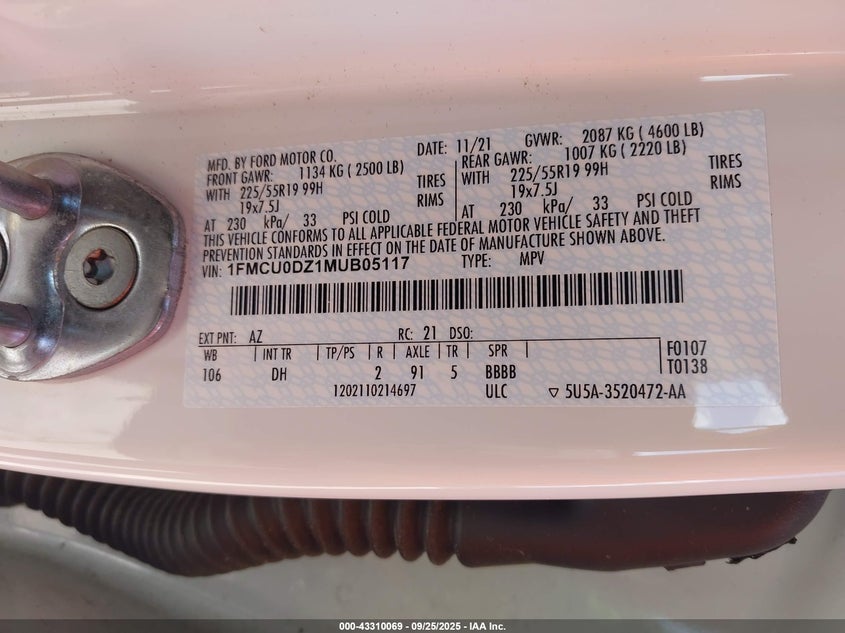 MFD. BY FORD MOTOR CO.
DATE: 11/21 GVWR: 2087 KG ( 4600 LB)
FRONT GAWR: 1134 KG ( 2500 LB)
REAR GAWR: 1007 KG ( 2220 LB)
WITH 225/55R19 99H TIRES
WITH 225/55R19 99H TIRES
19x7.5J RIMS
19x7.5J RIMS
AT 230 kPa/ 33 PSI COLD
AT 230 kPa/ 33 PSI COLD
THIS VEHICLE CONFORMS TO ALL APPLICABLE FEDERAL MOTOR VEHICLE SAFETY AND THEFT
PREVENTION STANDARDS IN EFFECT ON THE DATE OF MANUFACTURE SHOWN ABOVE.
VIN: 1FMCU0DZ1MUB05117 TYPE: MPV
EXT PNT: AZ RC: 21 DSO:
WB INT TR TP/PS R AXLE TR SPR
106 DH 2 91 5 BBBB
F0107
T0138
1202110214697 ULC ▽ 5U5A-3520472-AA
000-43310069 - 09/25/2025 - IAA Inc.